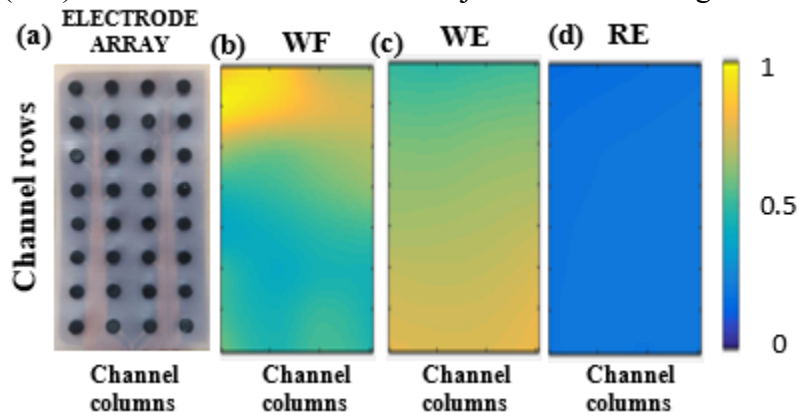 (a) ELECTRODE
ARRAY
(b) WF
(c) WE
(d) RE
Channel rows
1
0.5
0
Channel
columns
Channel
columns
Channel
columns
Channel
columns